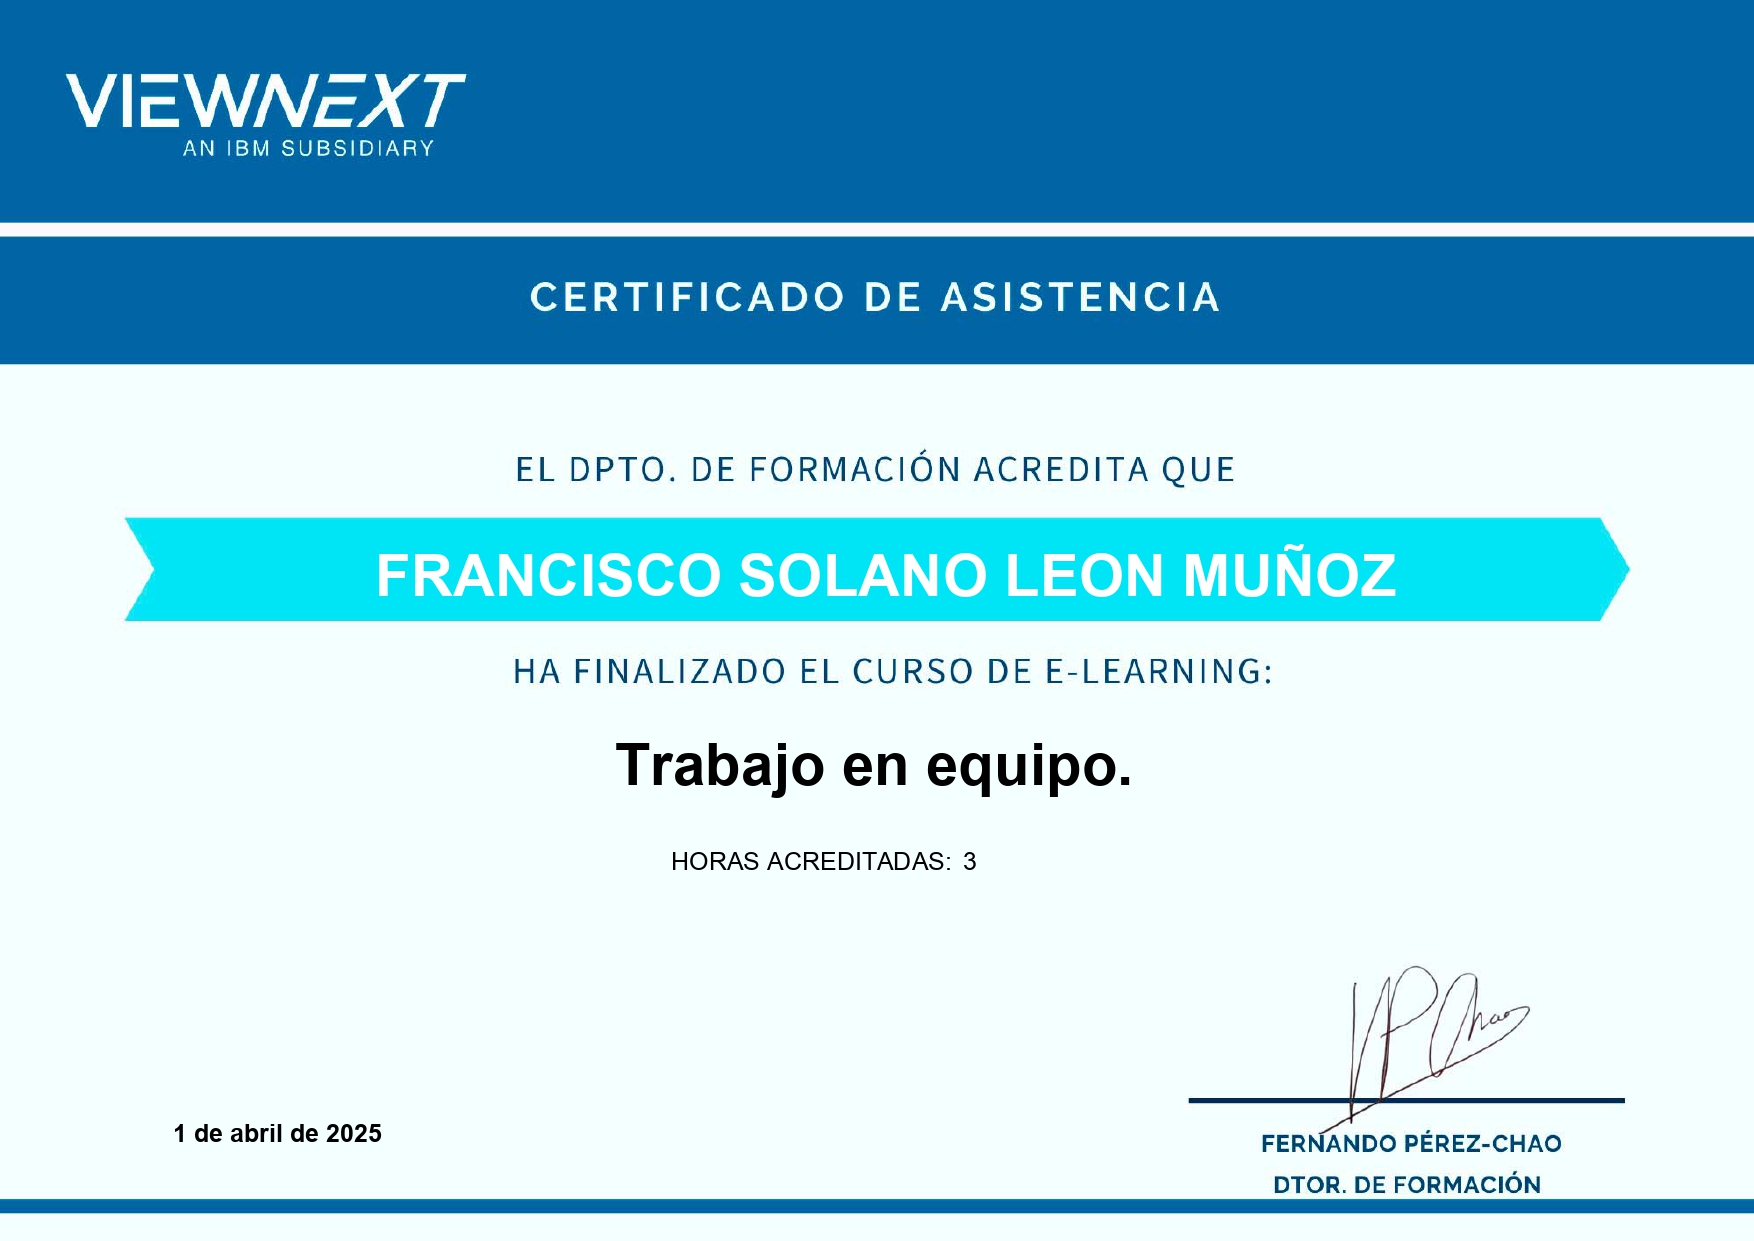 VIEWNEXT
AN IBM SUBSIDIARY
CERTIFICADO DE ASISTENCIA
EL DPTO. DE FORMACIÓN ACREDITA QUE
FRANCISCO SOLANO LEON MUÑOZ
HA FINALIZADO EL CURSO DE E-LEARNING:
Trabajo en equipo.
HORAS ACREDITADAS: 3
1 de abril de 2025
FERNANDO PÉREZ-CHAO
DTOR. DE FORMACIÓN